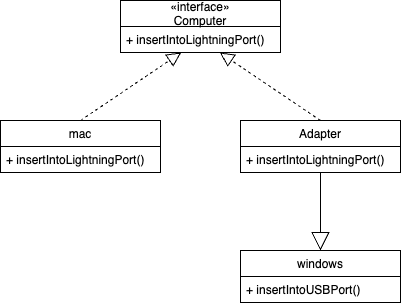 «interface»
Computer
+ insertIntoLightningPort()
mac
+ insertIntoLightningPort()
Adapter
+ insertIntoLightningPort()
windows
+ insertIntoUSBPort()